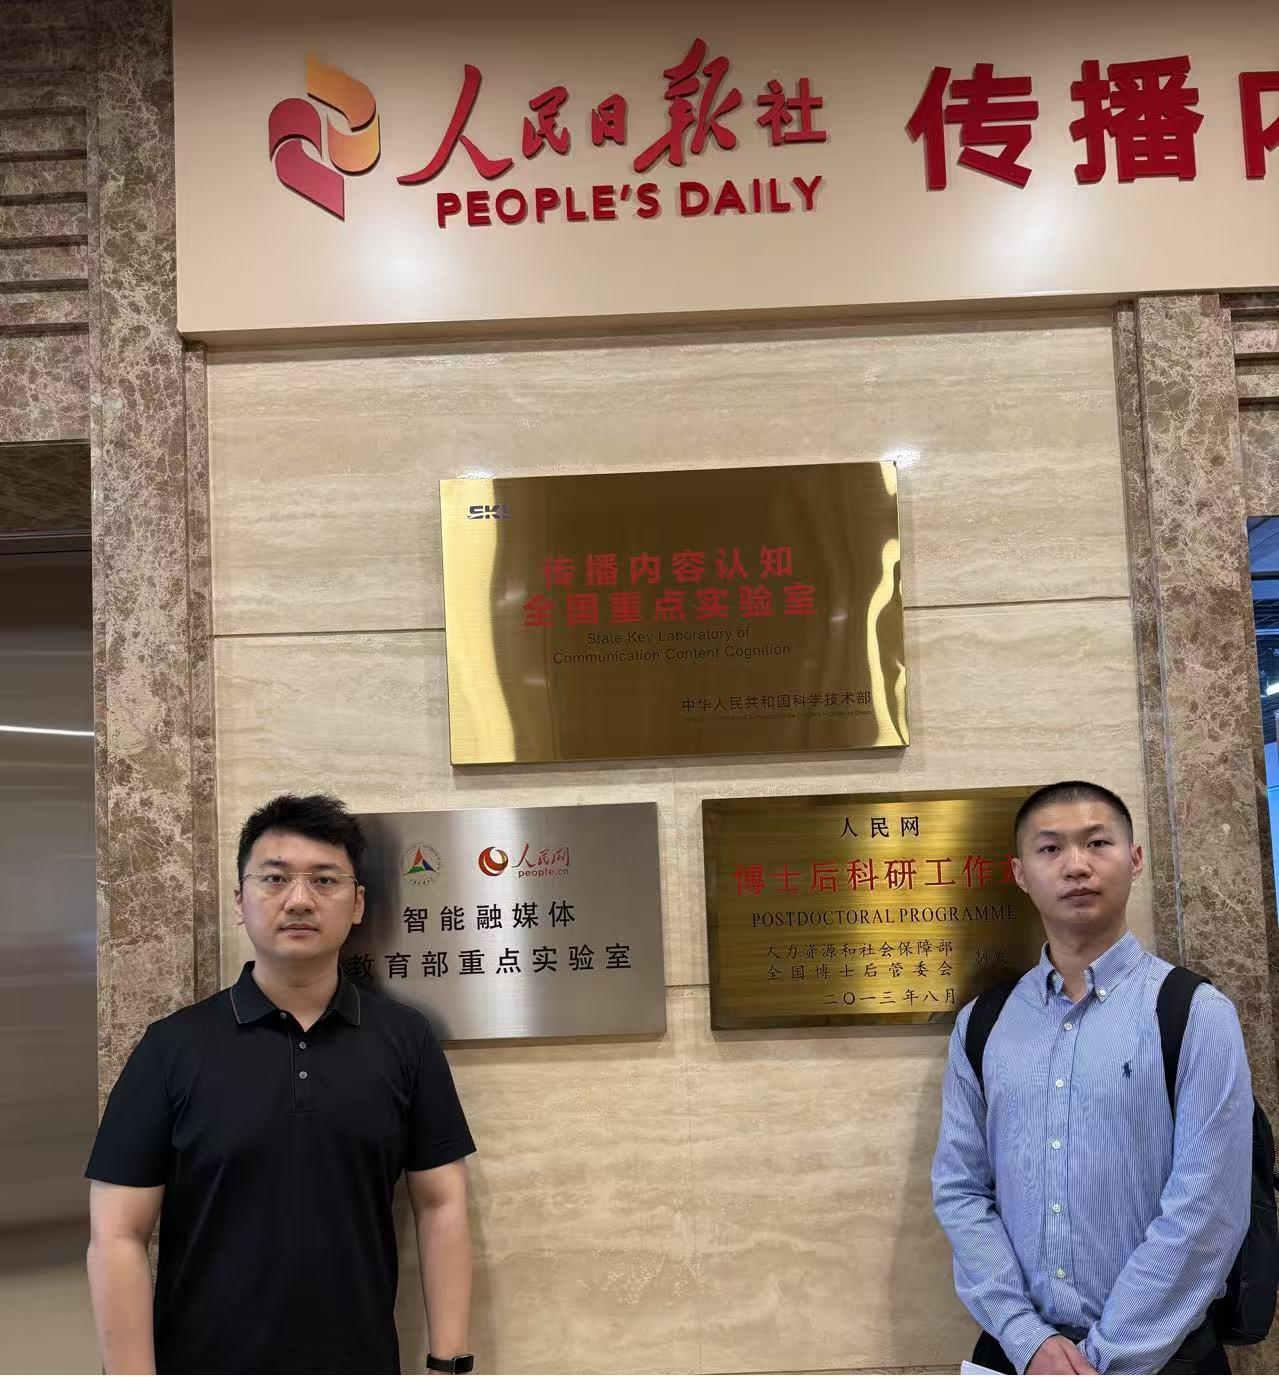 人民日报社 传播内
PEOPLE'S DAILY
SKL
传播内容认知
全国重点实验室
State Key Laboratory of
Communication Content Cognition
中华人民共和国科学技术部
人民网
people.cn
智能融媒体
教育部重点实验室
人民网
博士后科研工作
POSTDOCTORAL PROGRAMME
人力资源和社会保障部
全国博士后管委会
制发
二〇一三年八月